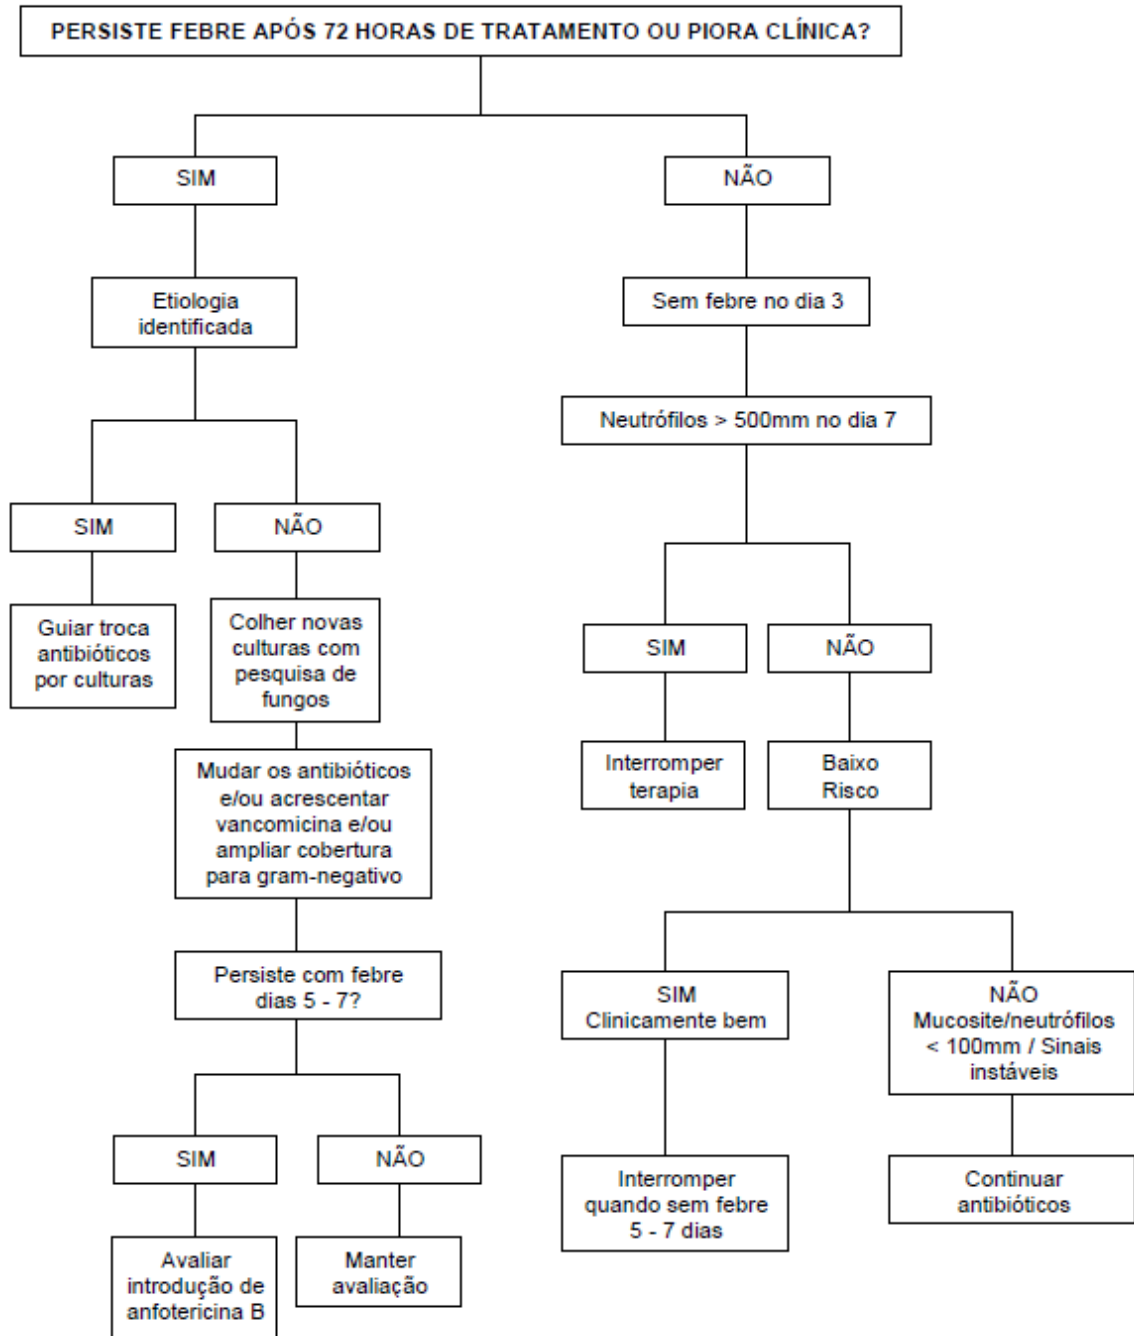 PERSISTE FEBRE APÓS 72 HORAS DE TRATAMENTO OU PIORA CLÍNICA?
SIM
NÃO
Etiologia
identificada
Sem febre no dia 3
Neutrófilos > 500mm no dia 7
SIM
NÃO
Guiar troca
antibióticos
por culturas
Colher novas
culturas com
pesquisa de
fungos
SIM
NÃO
Mudar os antibióticos
e/ou acrescentar
vancomicina e/ou
ampliar cobertura
para gram-negativo
Interromper
terapia
Baixo
Risco
Persiste com febre
dias 5 - 7?
SIM
Clinicamente bem
NÃO
Mucosite/neutrófilos
< 100mm / Sinais
instáveis
SIM
NÃO
Interromper
quando sem febre
5 - 7 dias
Continuar
antibióticos
Avaliar
introdução de
anfotericina B
Manter
avaliação